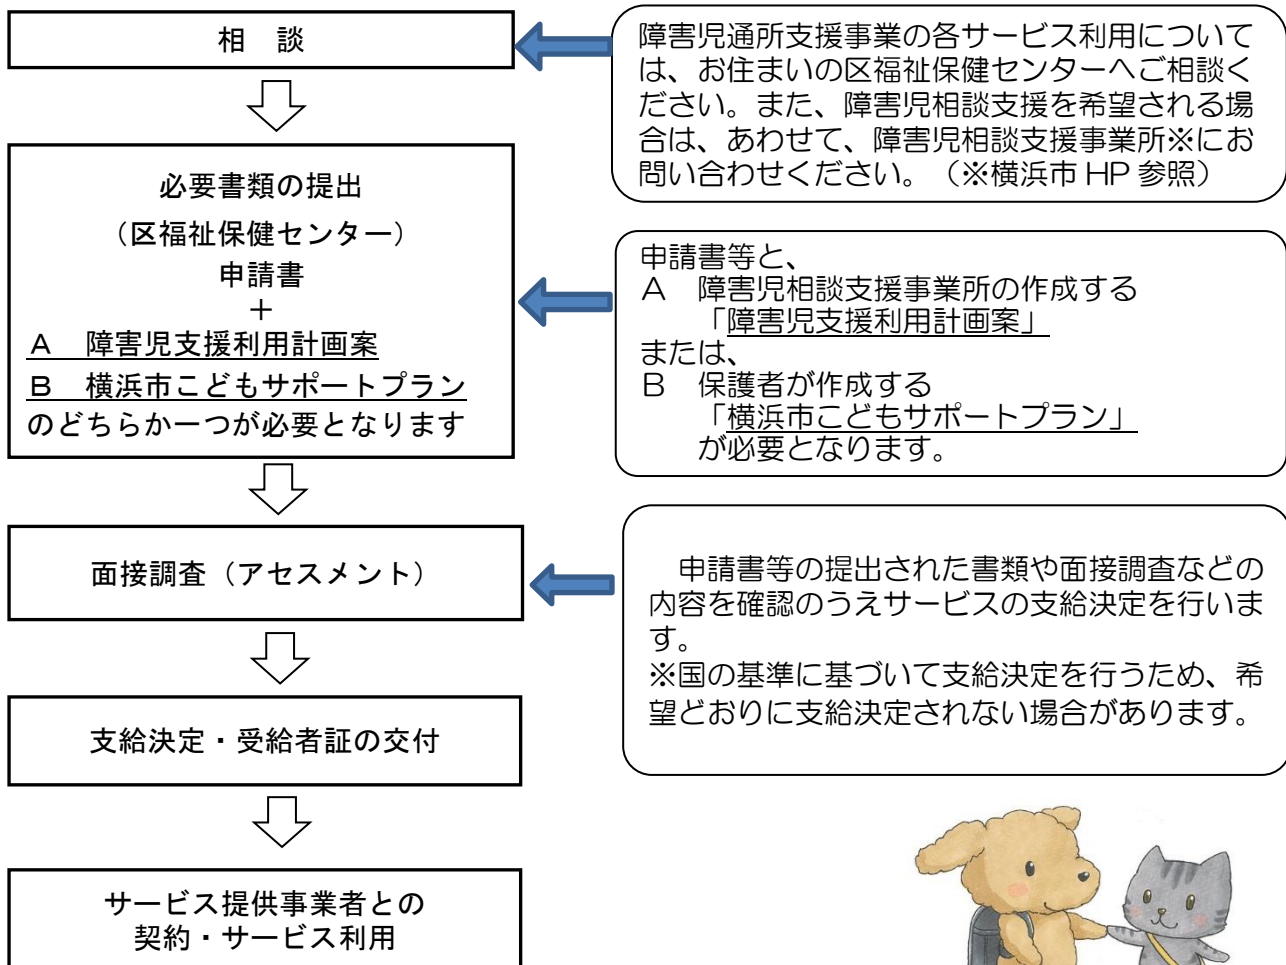 相　談
障害児通所支援事業の各サービス利用について
は、お住まいの区福祉保健センターへご相談く
ださい。また、障害児相談支援を希望される場
合は、あわせて、障害児相談支援事業所※にお
問い合わせください。（※横浜市 HP 参照）
必要書類の提出
（区福祉保健センター）
申請書
＋
Ａ　障害児支援利用計画案
Ｂ　横浜市こどもサポートプラン
のどちらか一つが必要となります
申請書等と、
Ａ　障害児相談支援事業所の作成する
「障害児支援利用計画案」
または、
Ｂ　保護者が作成する
「横浜市こどもサポートプラン」
が必要となります。
面接調査（アセスメント）
申請書等の提出された書類や面接調査などの
内容を確認のうえサービスの支給決定を行いま
す。
※国の基準に基づいて支給決定を行うため、希
望どおりに支給決定されない場合があります。
支給決定・受給者証の交付
サービス提供事業者との
契約・サービス利用